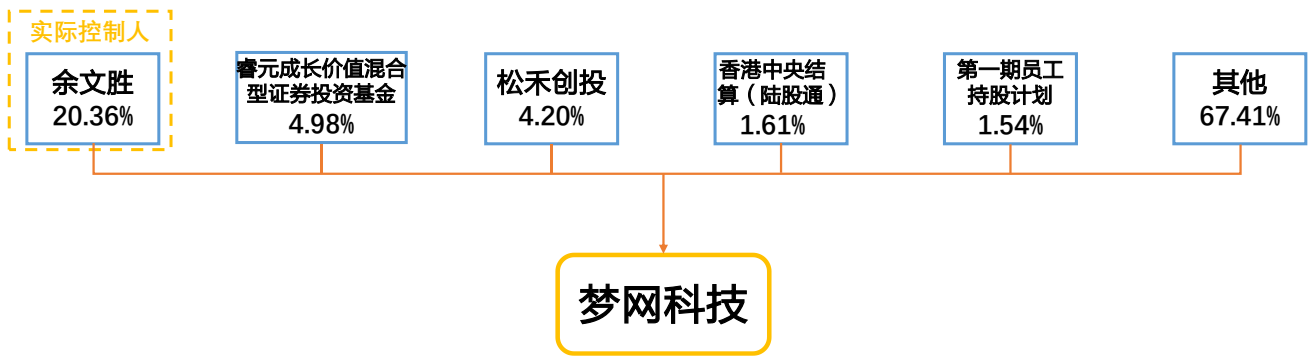 实际控制人
余文胜
20.36%
睿元成长价值混合
型证券投资基金
4.98%
松禾创投
4.20%
香港中央结
算（陆股通）
1.61%
第一期员工
持股计划
1.54%
其他
67.41%
梦网科技